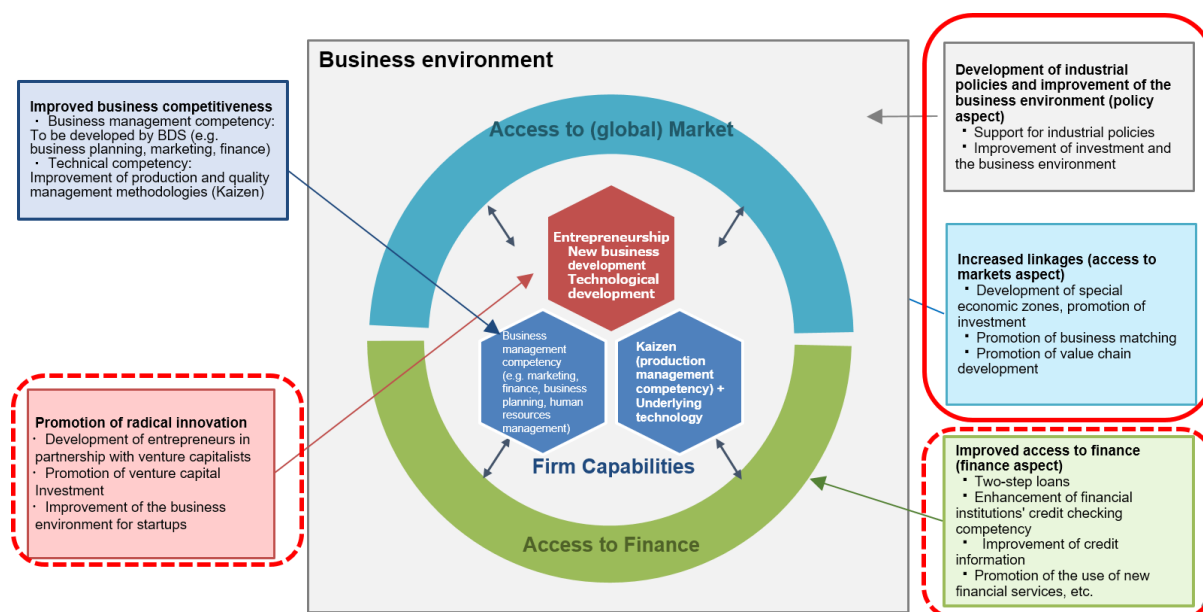 Business environment
Improved business competitiveness
・ Business management competency:
To be developed by BDS (e.g.
business planning, marketing, finance)
・ Technical competency:
Improvement of production and quality
management methodologies (Kaizen)
Promotion of radical innovation
・ Development of entrepreneurs in
partnership with venture capitalists
・ Promotion of venture capital
Investment
・ Improvement of the business
environment for startups
Access to (global) Market
Entrepreneurship
New business
development
Technological
development
Business
management
competency
(e.g. marketing,
finance, business
planning, human
resources
management)
Kaizen
(production
management
competency) +
Underlying
technology
Firm Capabilities
Access to Finance
Development of industrial
policies and improvement of the
business environment (policy
aspect)
・ Support for industrial policies
・ Improvement of investment and
the business environment
Increased linkages (access to
markets aspect)
・ Development of special
economic zones, promotion of
investment
・ Promotion of business matching
・ Promotion of value chain
development
Improved access to finance
(finance aspect)
・ Two-step loans
・ Enhancement of financial
institutions' credit checking
competency
・ Improvement of credit
information
・ Promotion of the use of new
financial services, etc.